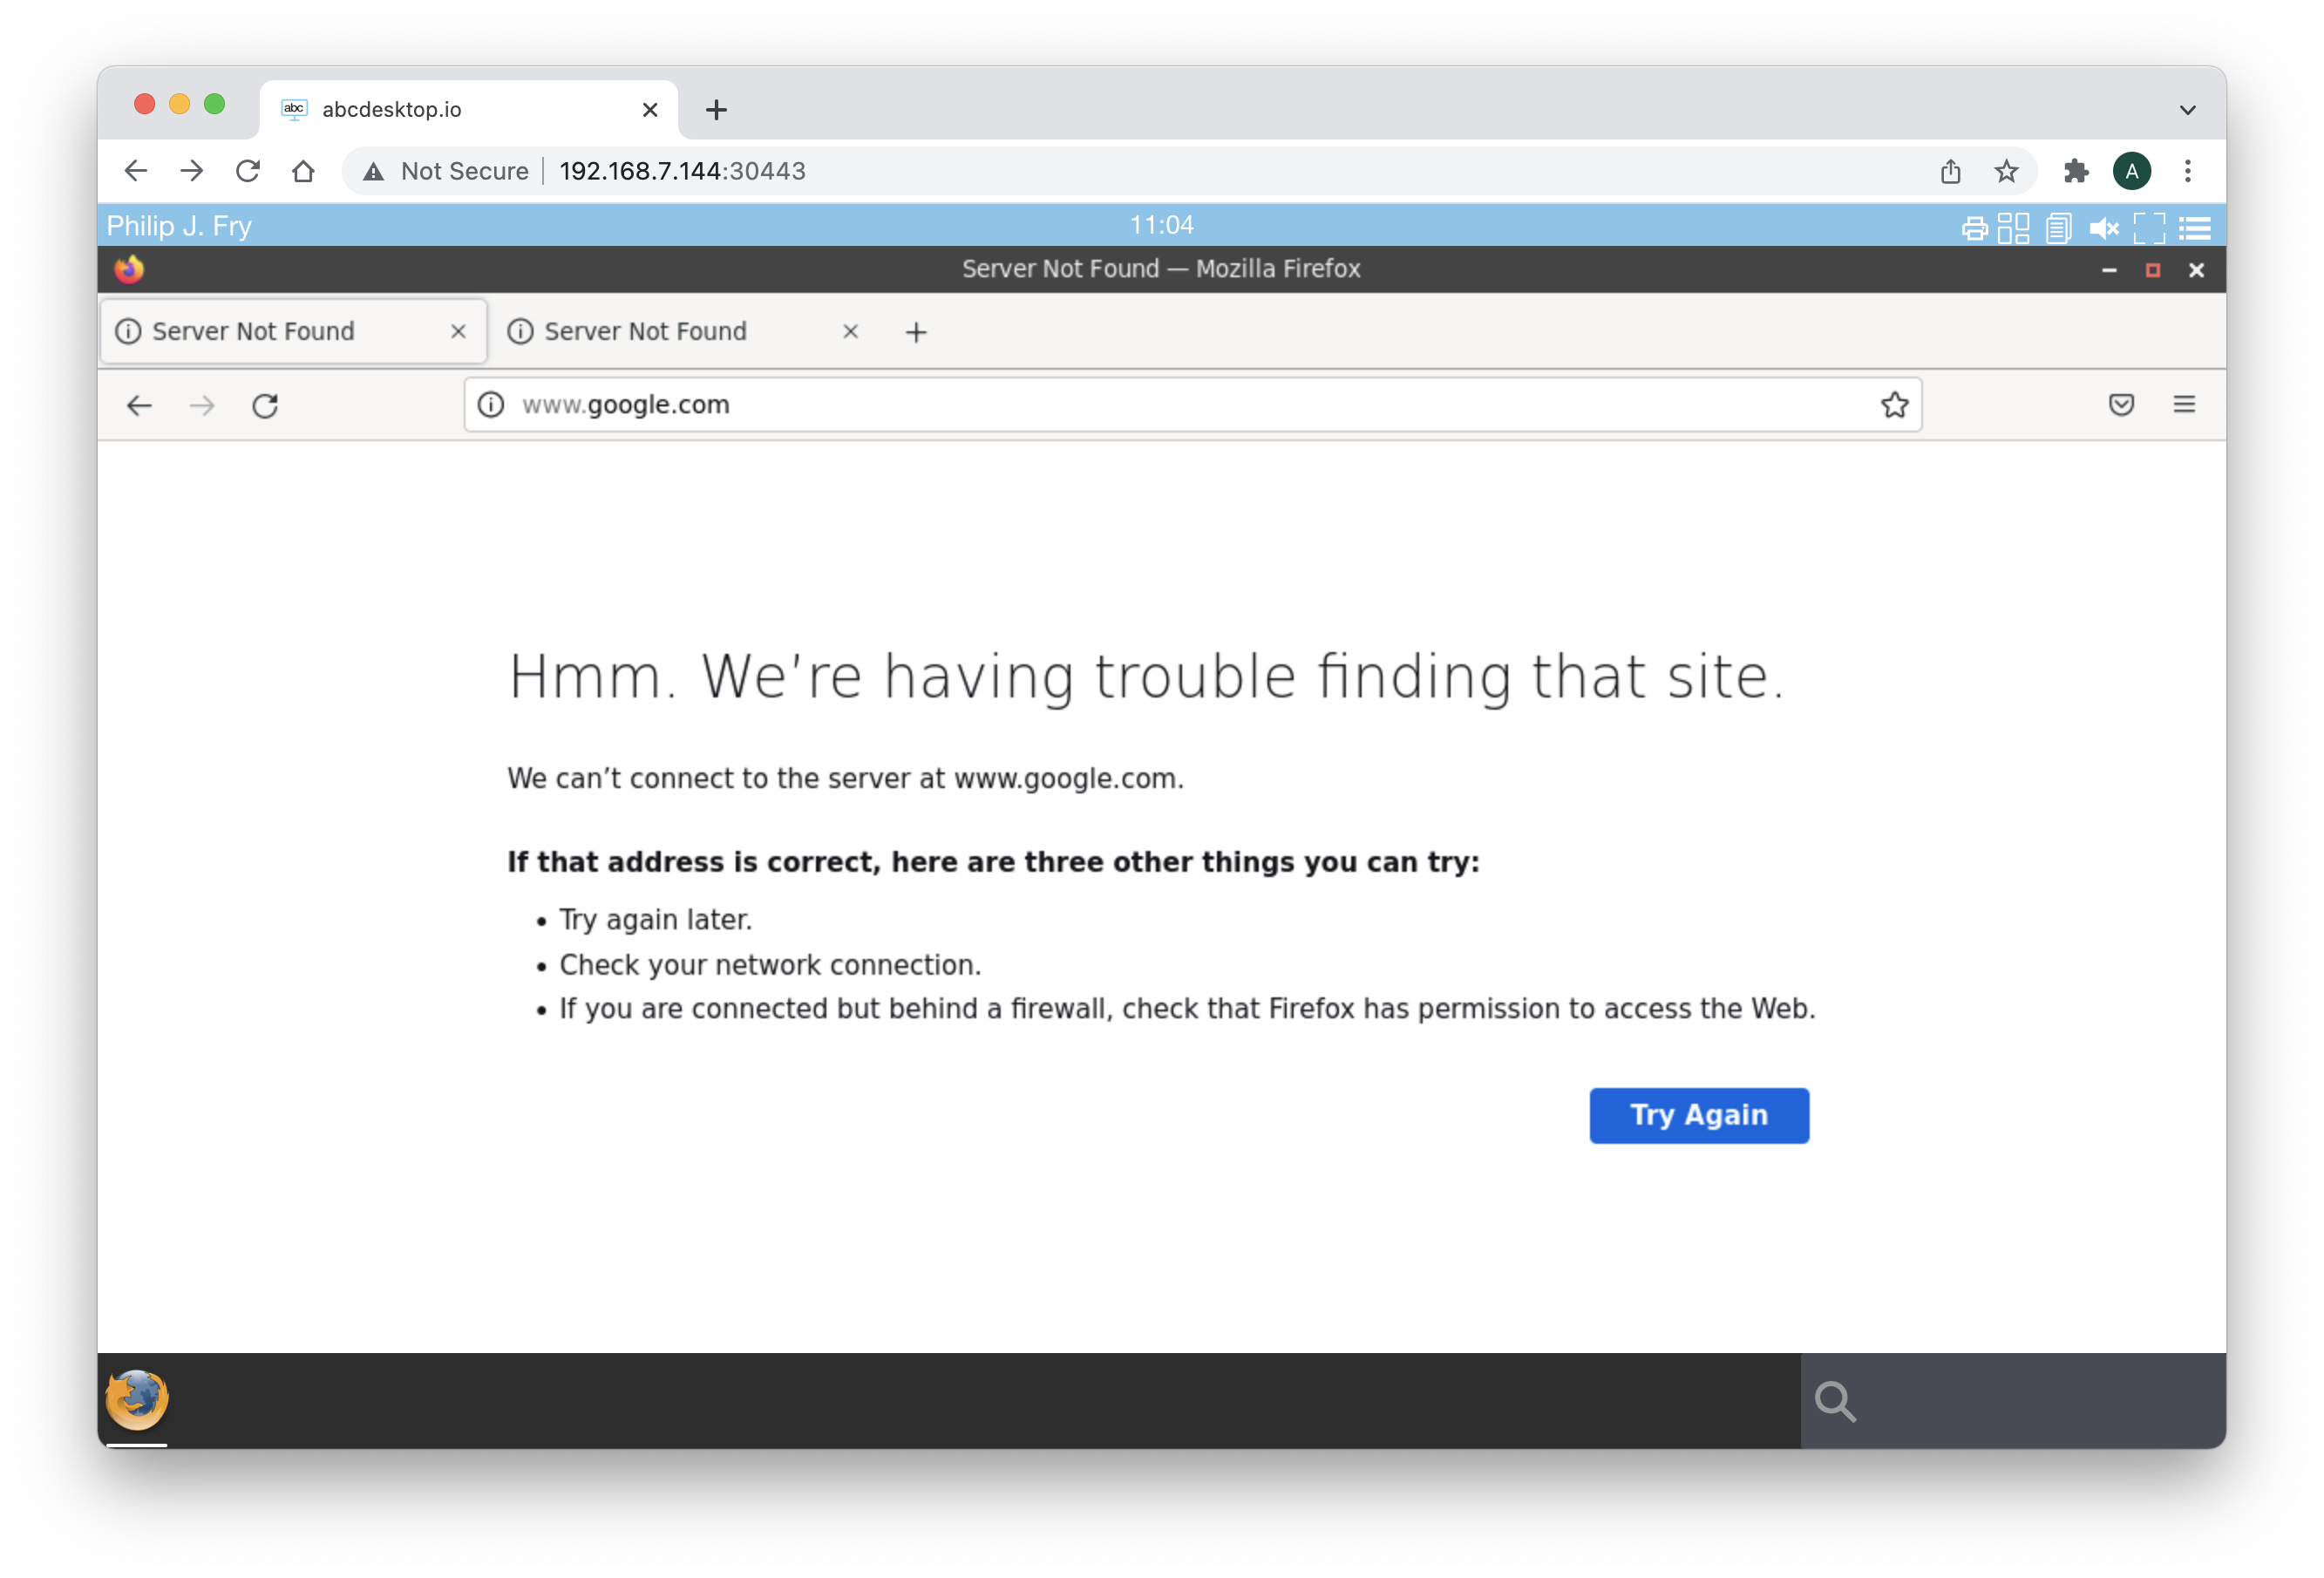 abc abcdesktop.io
Not Secure 192.168.7.144:30443 A
Philip J. Fry 11:04
Server Not Found — Mozilla Firefox
Server Not Found Server Not Found
www.google.com
Hmm. We’re having trouble finding that site.
We can’t connect to the server at www.google.com.
If that address is correct, here are three other things you can try:
• Try again later.
• Check your network connection.
• If you are connected but behind a firewall, check that Firefox has permission to access the Web.
Try Again